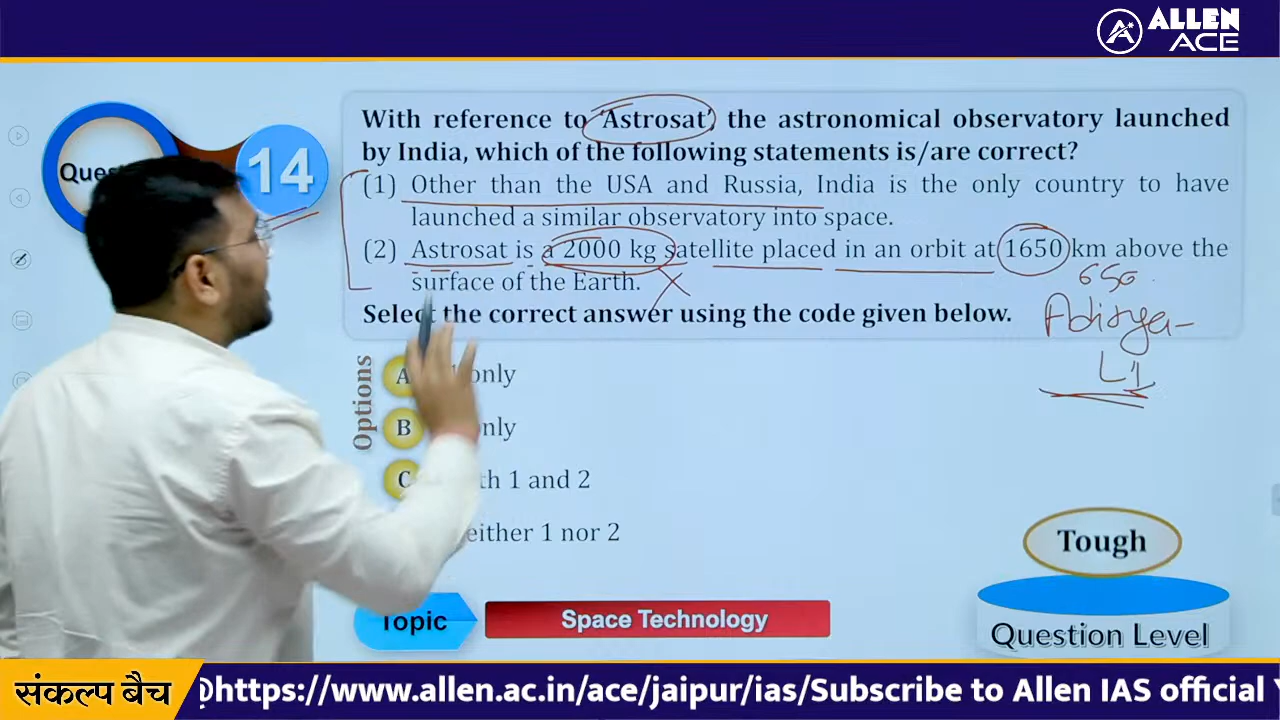 ALLEN
ACE
Ques
14
With reference to 'Astrosat', the astronomical observatory launched
by India, which of the following statements is/are correct?
(1) Other than the USA and Russia, India is the only country to have
launched a similar observatory into space.
(2) Astrosat is a 2000 kg satellite placed in an orbit at 1650 km above the
surface of the Earth.
650
Select the correct answer using the code given below.
Aditya-
L1
Options
A only
B only
C th 1 and 2
either 1 nor 2
Tough
Topic
Space Technology
Question Level
संकल्प बैच
@https://www.allen.ac.in/ace/jaipur/ias/Subscribe to Allen IAS official Y